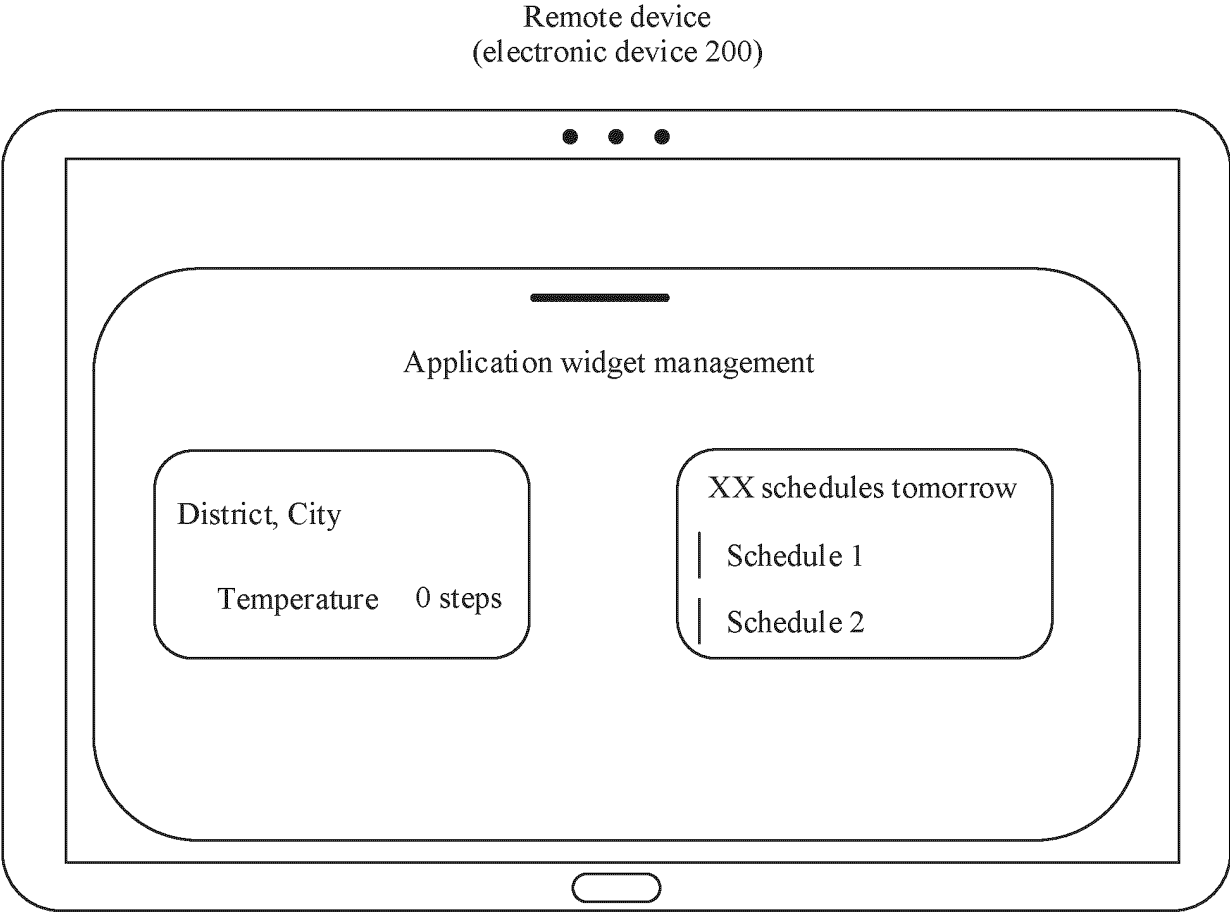 Remote device
(electronic device 200)
Application widget management
District, City
Temperature 0 steps
XX schedules tomorrow
Schedule 1
Schedule 2